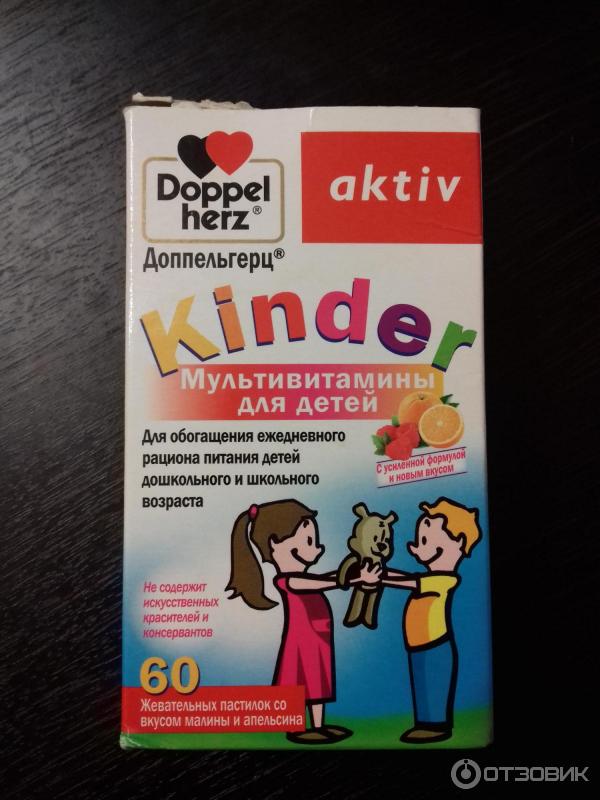 Doppel
herz®
aktiv
Доппельгерц®
Kinder
Мультивитамины
для детей
Для обогащения ежедневного
рациона питания детей
дошкольного и школьного
возраста
С усиленной формулой
и новым вкусом
Не содержит
искусственных
красителей и
консервантов
60
Жевательных пастилок со
вкусом малины и апельсина
ОТЗОВИК